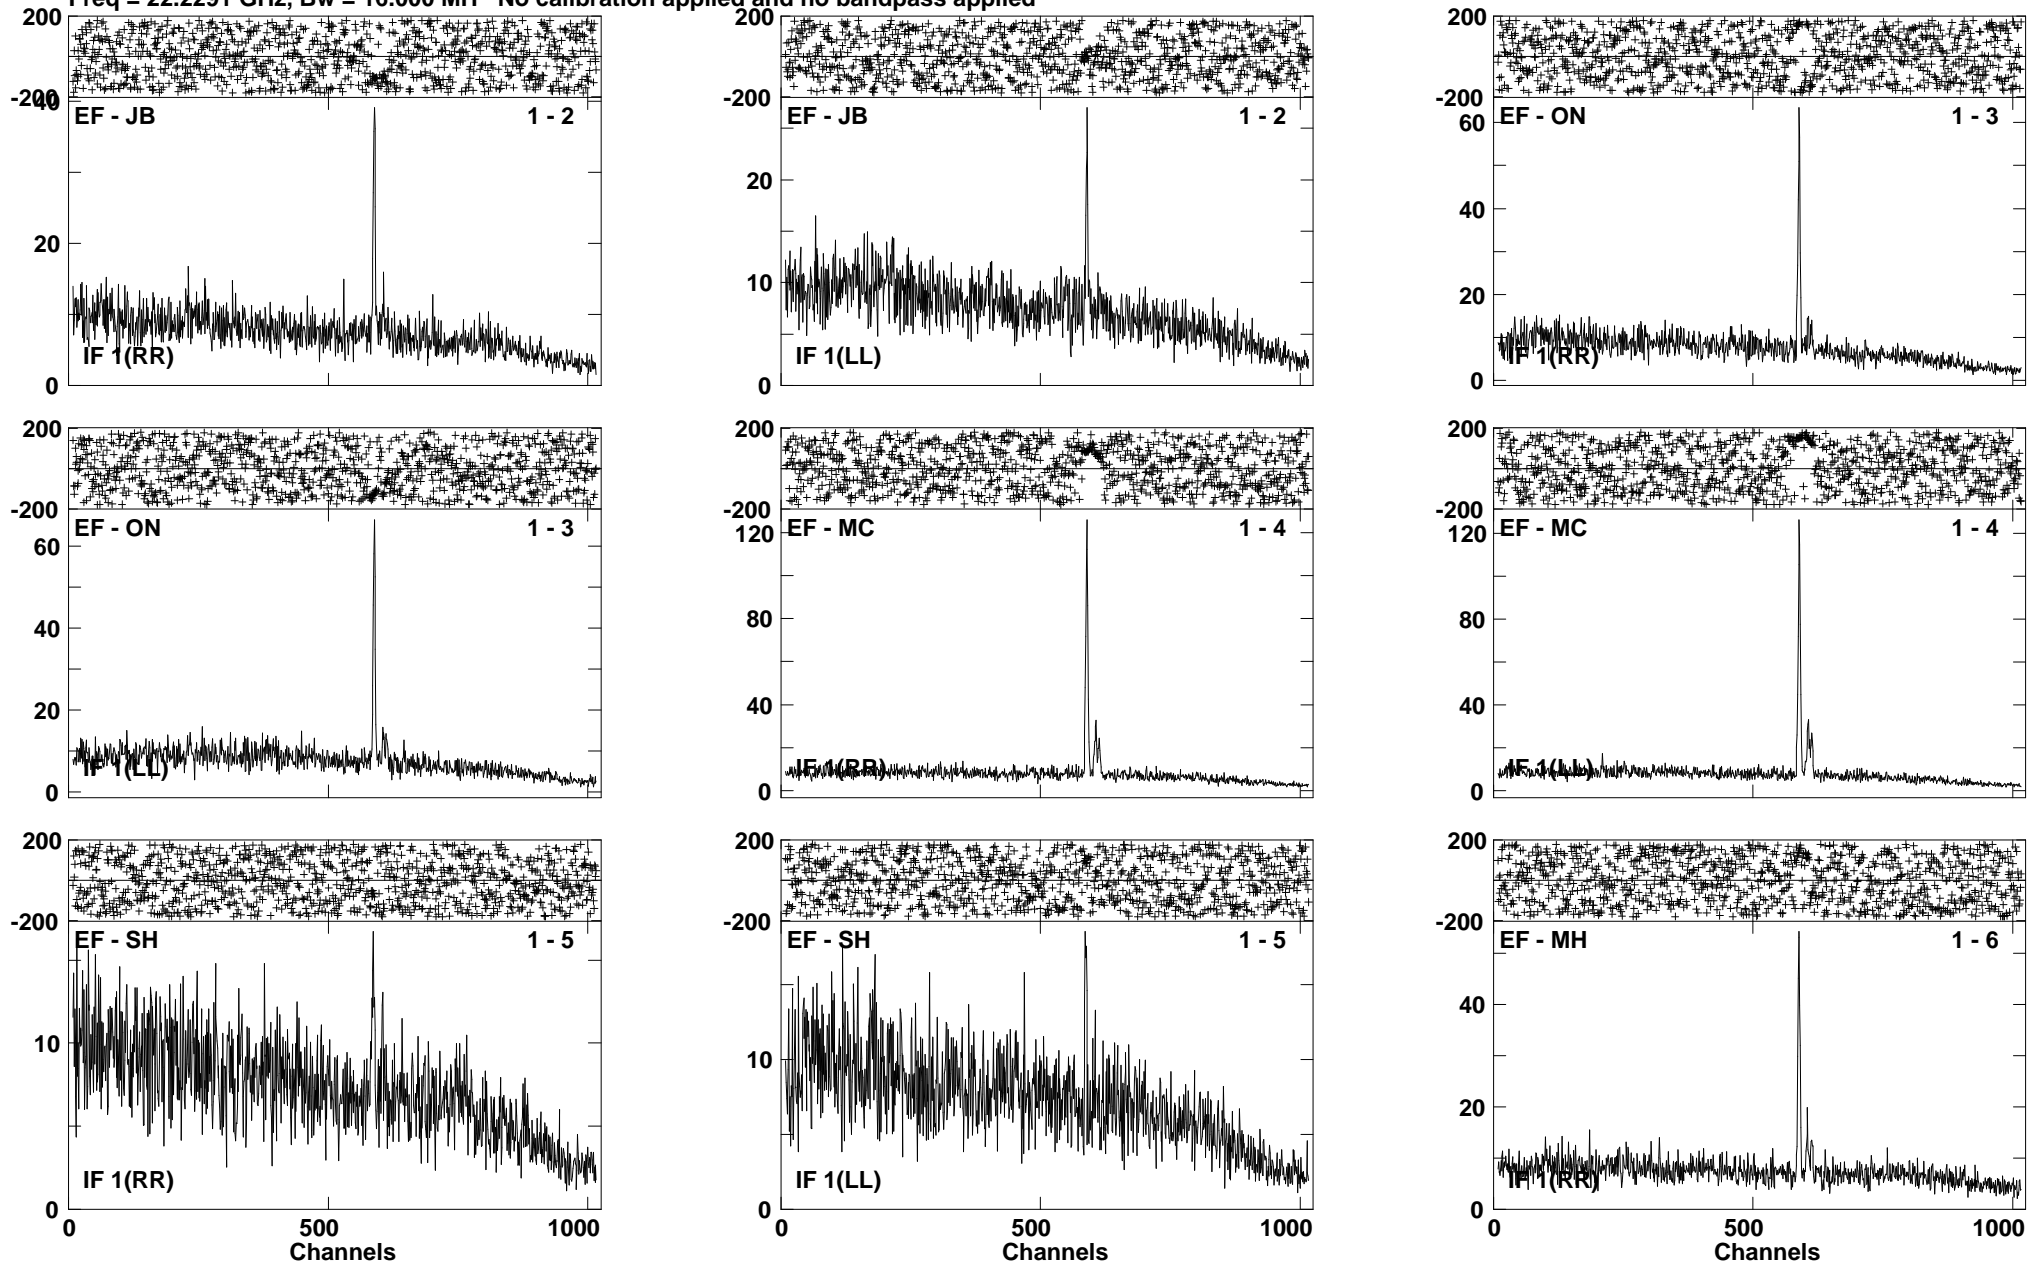 Freq = 22.2291 GHz, Bw = 16.000 MH No calibration applied and no bandpass applied
200
-200
40
20
0
EF - JB
1 - 2
IF 1(RR)
200
-200
20
10
0
EF - JB
1 - 2
IF 1(LL)
200
-200
60
40
20
0
EF - ON
1 - 3
IF 1(RR)
200
-200
60
40
20
0
EF - ON
1 - 3
IF 1(LL)
200
-200
120
80
40
0
EF - MC
1 - 4
IF 1(RR)
200
-200
120
80
40
0
EF - MC
1 - 4
IF 1(LL)
200
-200
10
0
EF - SH
1 - 5
IF 1(RR)
0 500 1000
Channels
200
-200
10
0
EF - SH
1 - 5
IF 1(LL)
0 500 1000
Channels
200
-200
40
20
0
EF - MH
1 - 6
IF 1(RR)
0 500 1000
Channels